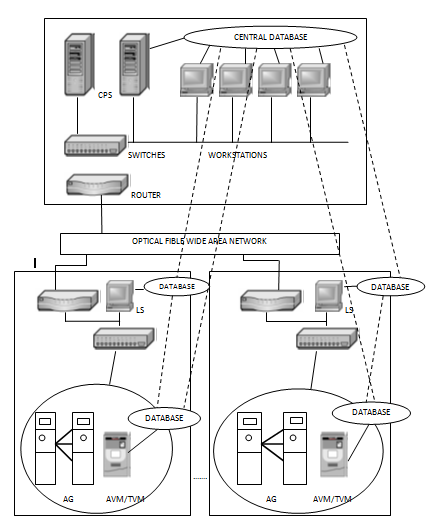 CENTRAL DATABASE
CPS
SWITCHES
WORKSTATIONS
ROUTER
OPTICAL FIBLE WIDE AREA NETWORK
I
DATABASE
LS
DATABASE
LS
DATABASE
DATABASE
AG
AVM/TVM
......
AG
AVM/TVM